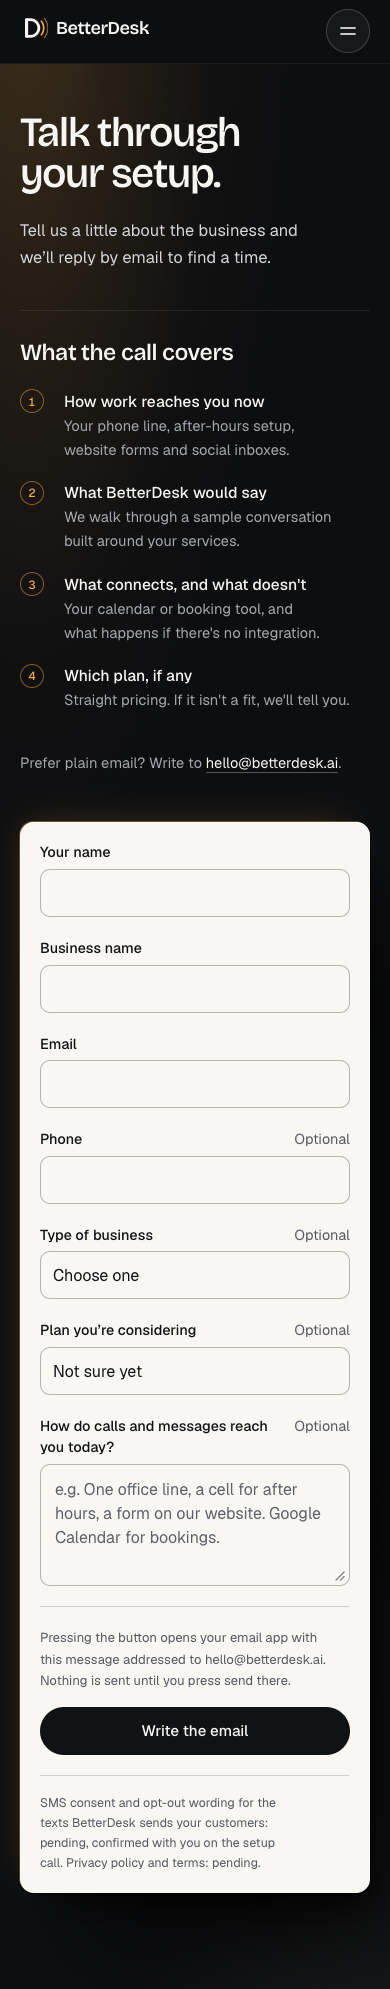 BetterDesk
Talk through
your setup.
Tell us a little about the business and
we’ll reply by email to find a time.
What the call covers
1
How work reaches you now
Your phone line, after-hours setup,
website forms and social inboxes.
2
What BetterDesk would say
We walk through a sample conversation
built around your services.
3
What connects, and what doesn't
Your calendar or booking tool, and
what happens if there's no integration.
4
Which plan, if any
Straight pricing. If it isn't a fit, we'll tell you.
Prefer plain email? Write to hello@betterdesk.ai.
Your name
Business name
Email
Phone Optional
Type of business Optional
Choose one
Plan you’re considering Optional
Not sure yet
How do calls and messages reach Optional
you today?
e.g. One office line, a cell for after
hours, a form on our website. Google
Calendar for bookings.
Pressing the button opens your email app with
this message addressed to hello@betterdesk.ai.
Nothing is sent until you press send there.
Write the email
SMS consent and opt-out wording for the
texts BetterDesk sends your customers:
pending, confirmed with you on the setup
call. Privacy policy and terms: pending.